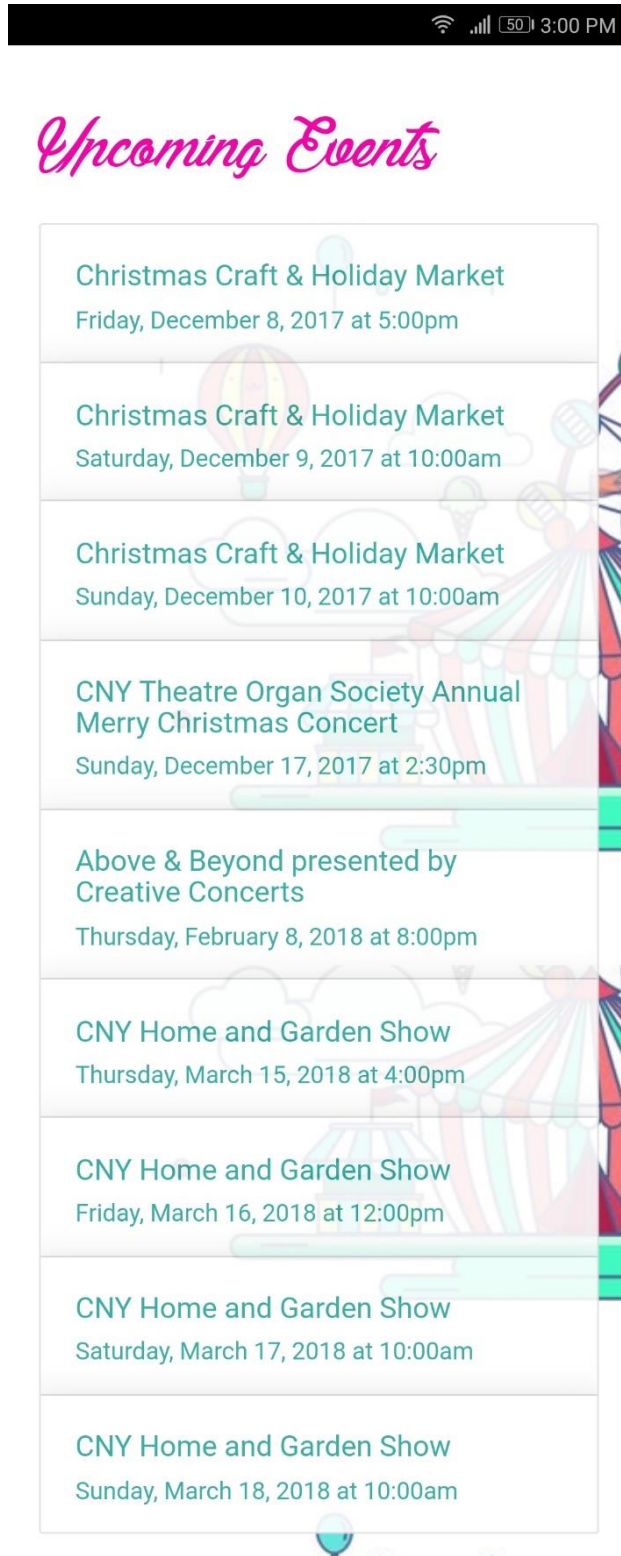 50 3:00 PM
Upcoming Events
Christmas Craft & Holiday Market
Friday, December 8, 2017 at 5:00pm
Christmas Craft & Holiday Market
Saturday, December 9, 2017 at 10:00am
Christmas Craft & Holiday Market
Sunday, December 10, 2017 at 10:00am
CNY Theatre Organ Society Annual
Merry Christmas Concert
Sunday, December 17, 2017 at 2:30pm
Above & Beyond presented by
Creative Concerts
Thursday, February 8, 2018 at 8:00pm
CNY Home and Garden Show
Thursday, March 15, 2018 at 4:00pm
CNY Home and Garden Show
Friday, March 16, 2018 at 12:00pm
CNY Home and Garden Show
Saturday, March 17, 2018 at 10:00am
CNY Home and Garden Show
Sunday, March 18, 2018 at 10:00am